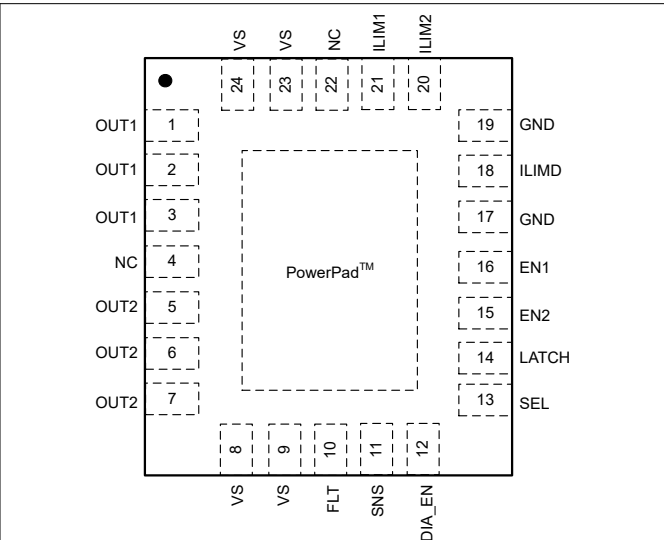 VS VS NC ILIM1 ILIM2
24 23 22 21 20
OUT1 1 19 GND
OUT1 2 18 ILIMD
OUT1 3 17 GND
NC 4 16 EN1
PowerPad™
OUT2 5 15 EN2
OUT2 6 14 LATCH
OUT2 7 13 SEL
8 9 10 11 12
VS VS FLT SNS DIA_EN